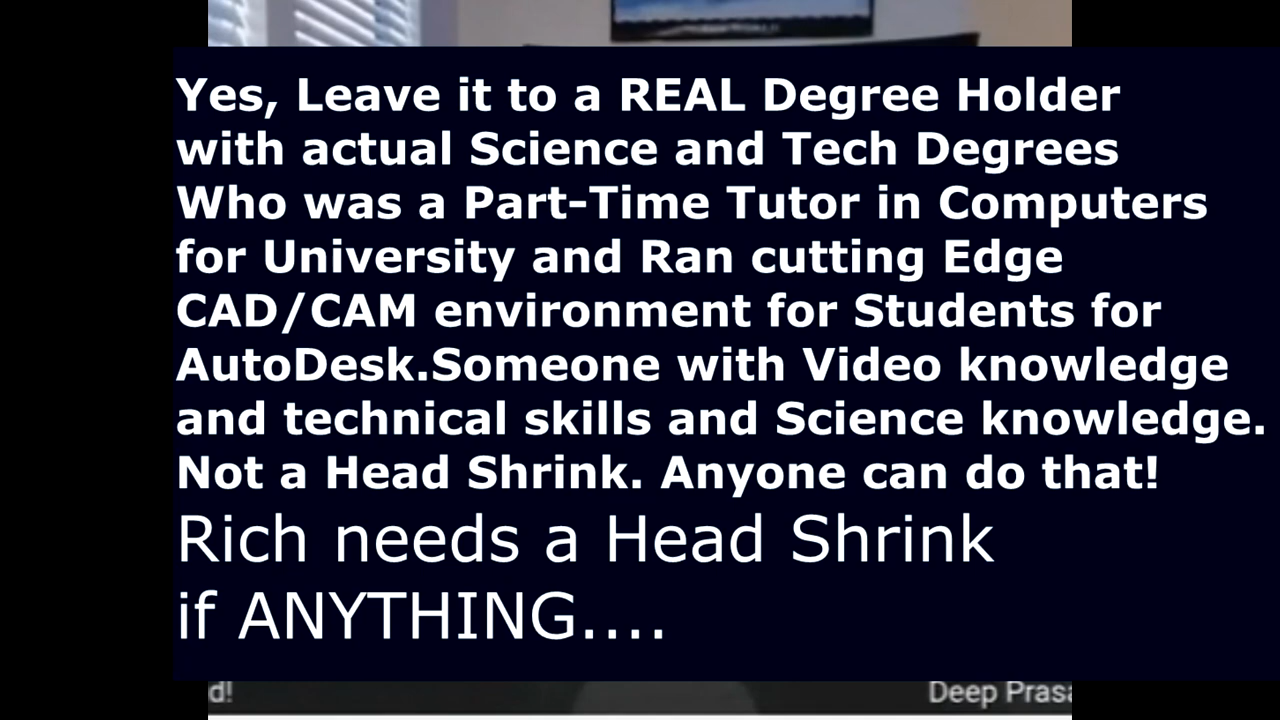 Yes, Leave it to a REAL Degree Holder
with actual Science and Tech Degrees
Who was a Part-Time Tutor in Computers
for University and Ran cutting Edge
CAD/CAM environment for Students for
AutoDesk.Someone with Video knowledge
and technical skills and Science knowledge.
Not a Head Shrink. Anyone can do that!
Rich needs a Head Shrink
if ANYTHING....
d! Deep Prasa